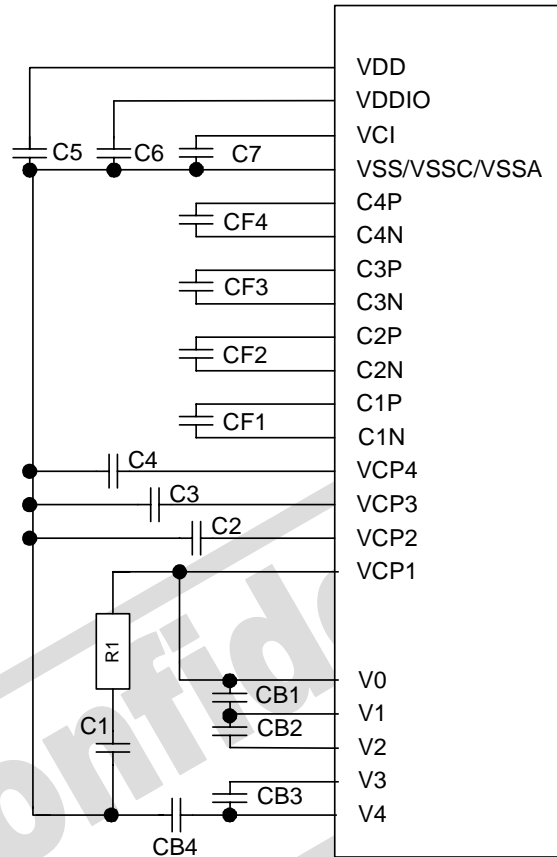 VDD
VDDIO
VCI
C5 C6 C7
VSS/VSSC/VSSA
C4P
CF4
C4N
C3P
CF3
C3N
C2P
CF2
C2N
C1P
CF1
C1N
C4
VCP4
C3
VCP3
C2
VCP2
VCP1
R1
V0
CB1
C1
V1
CB2
V2
V3
CB3
V4
CB4